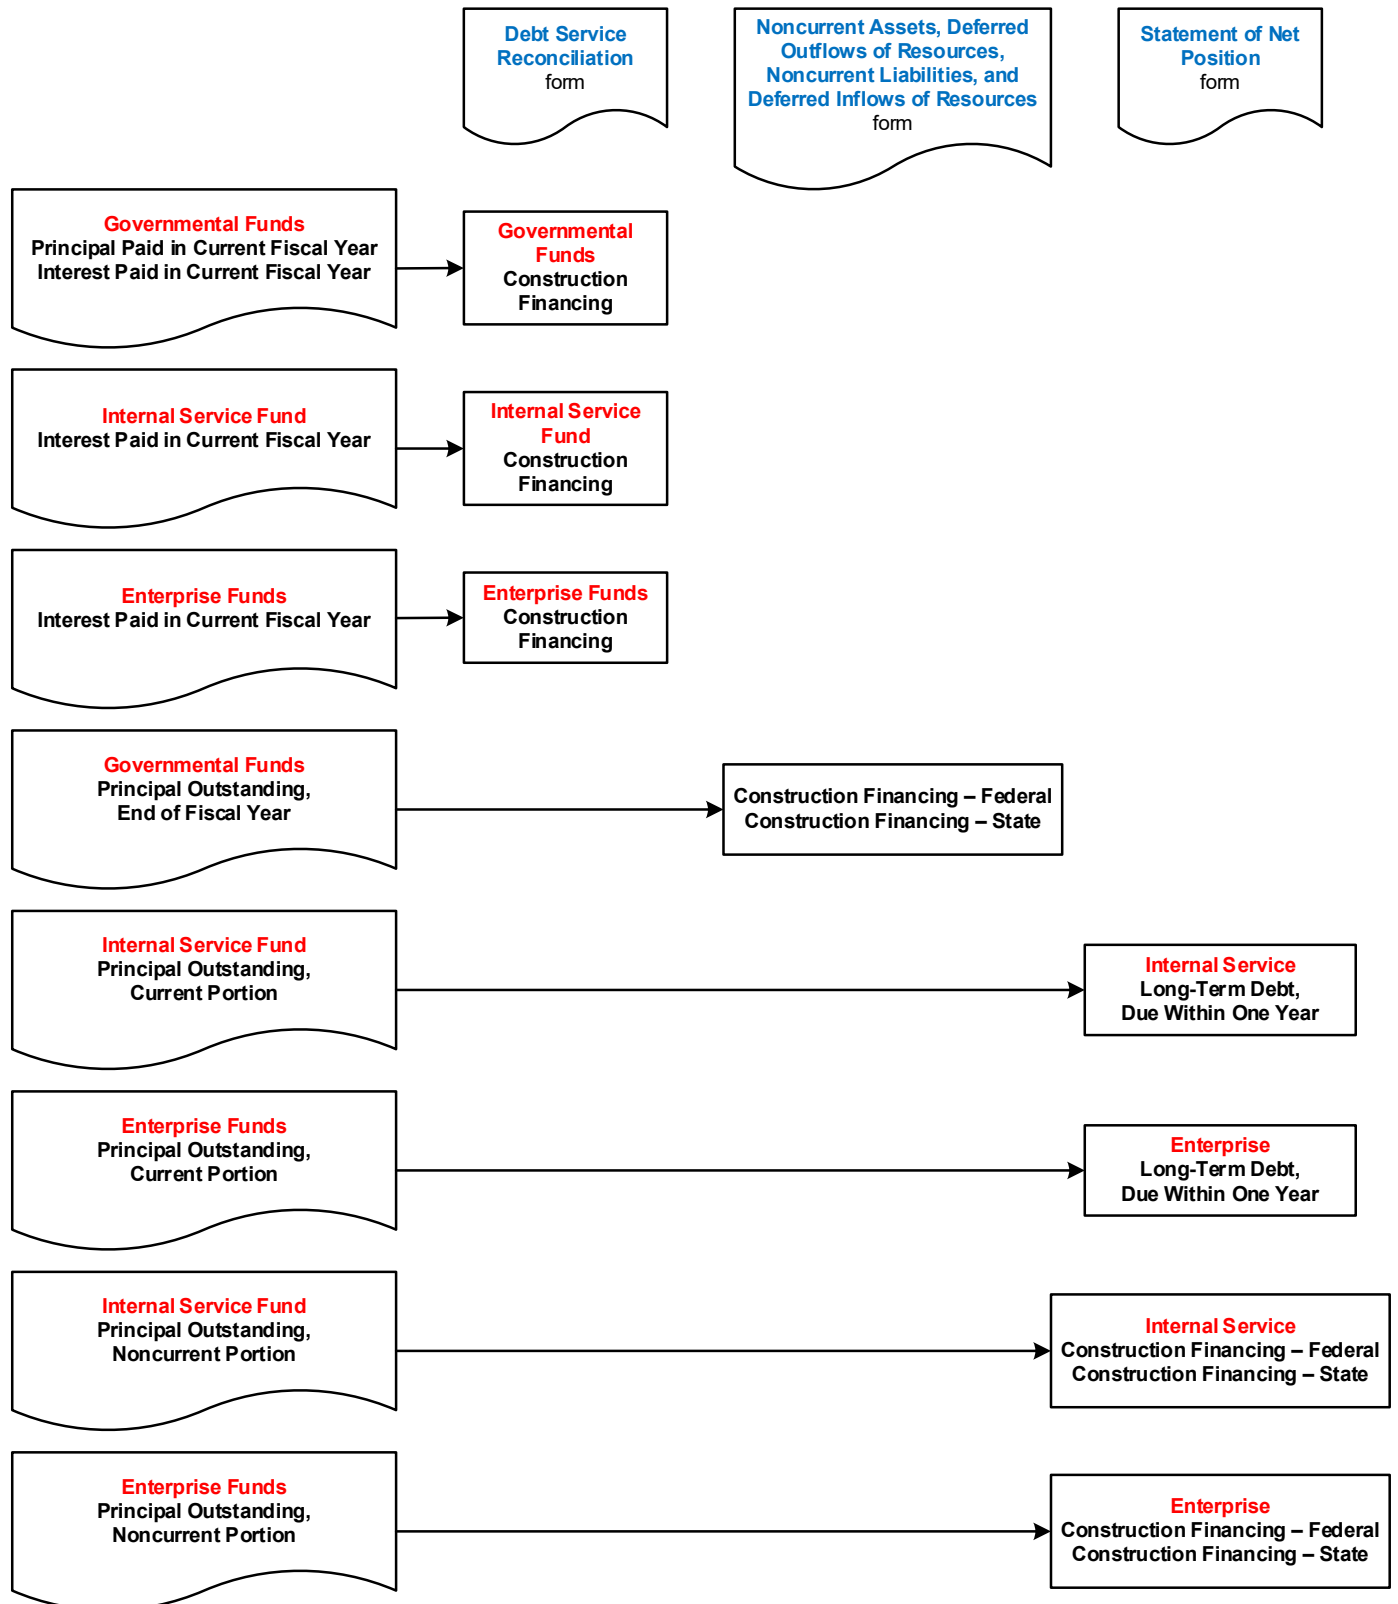 Debt Service
Reconciliation
form
Noncurrent Assets, Deferred
Outflows of Resources,
Noncurrent Liabilities, and
Deferred Inflows of Resources
form
Statement of Net
Position
form
Governmental Funds
Principal Paid in Current Fiscal Year
Interest Paid in Current Fiscal Year
Governmental
Funds
Construction
Financing
Internal Service Fund
Interest Paid in Current Fiscal Year
Internal Service
Fund
Construction
Financing
Enterprise Funds
Interest Paid in Current Fiscal Year
Enterprise Funds
Construction
Financing
Governmental Funds
Principal Outstanding,
End of Fiscal Year
Construction Financing – Federal
Construction Financing – State
Internal Service Fund
Principal Outstanding,
Current Portion
Internal Service
Long-Term Debt,
Due Within One Year
Enterprise Funds
Principal Outstanding,
Current Portion
Enterprise
Long-Term Debt,
Due Within One Year
Internal Service Fund
Principal Outstanding,
Noncurrent Portion
Internal Service
Construction Financing – Federal
Construction Financing – State
Enterprise Funds
Principal Outstanding,
Noncurrent Portion
Enterprise
Construction Financing – Federal
Construction Financing – State